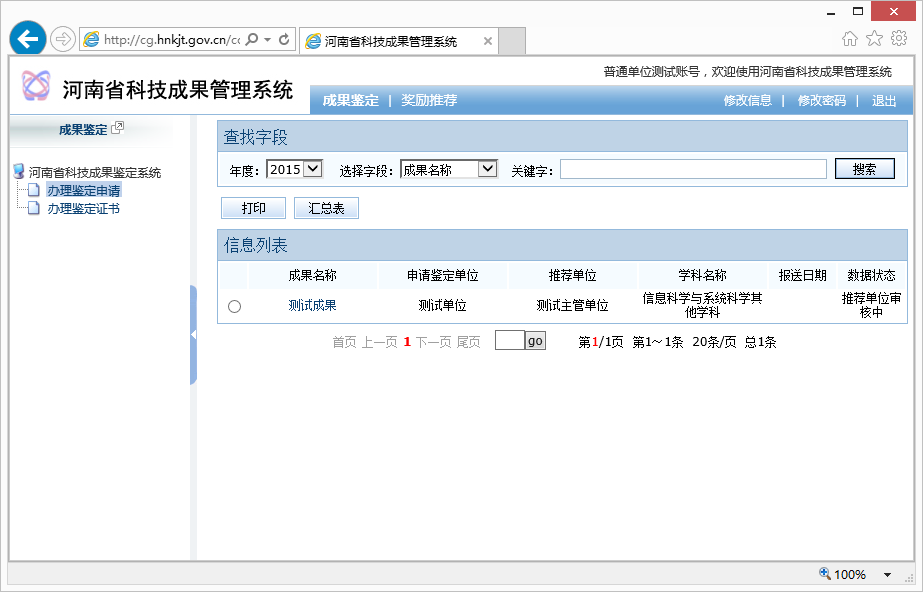 http://cg.hnkjt.gov.cn/cg
河南省科技成果管理系统
普通单位测试账号，欢迎使用河南省科技成果管理系统
河南省科技成果管理系统
成果鉴定 | 奖励推荐
修改信息 | 修改密码 | 退出
成果鉴定
河南省科技成果鉴定系统
办理鉴定申请
办理鉴定证书
查找字段
年度: 2015 选择字段: 成果名称 关键字: 搜索
打印 汇总表
信息列表
成果名称 申请鉴定单位 推荐单位 学科名称 报送日期 数据状态
测试成果 测试单位 测试主管单位 信息科学与系统科学其他学科 推荐单位审核中
首页 上一页 1 下一页 尾页 go 第1/1页 第1～1条 20条/页 总1条
100%